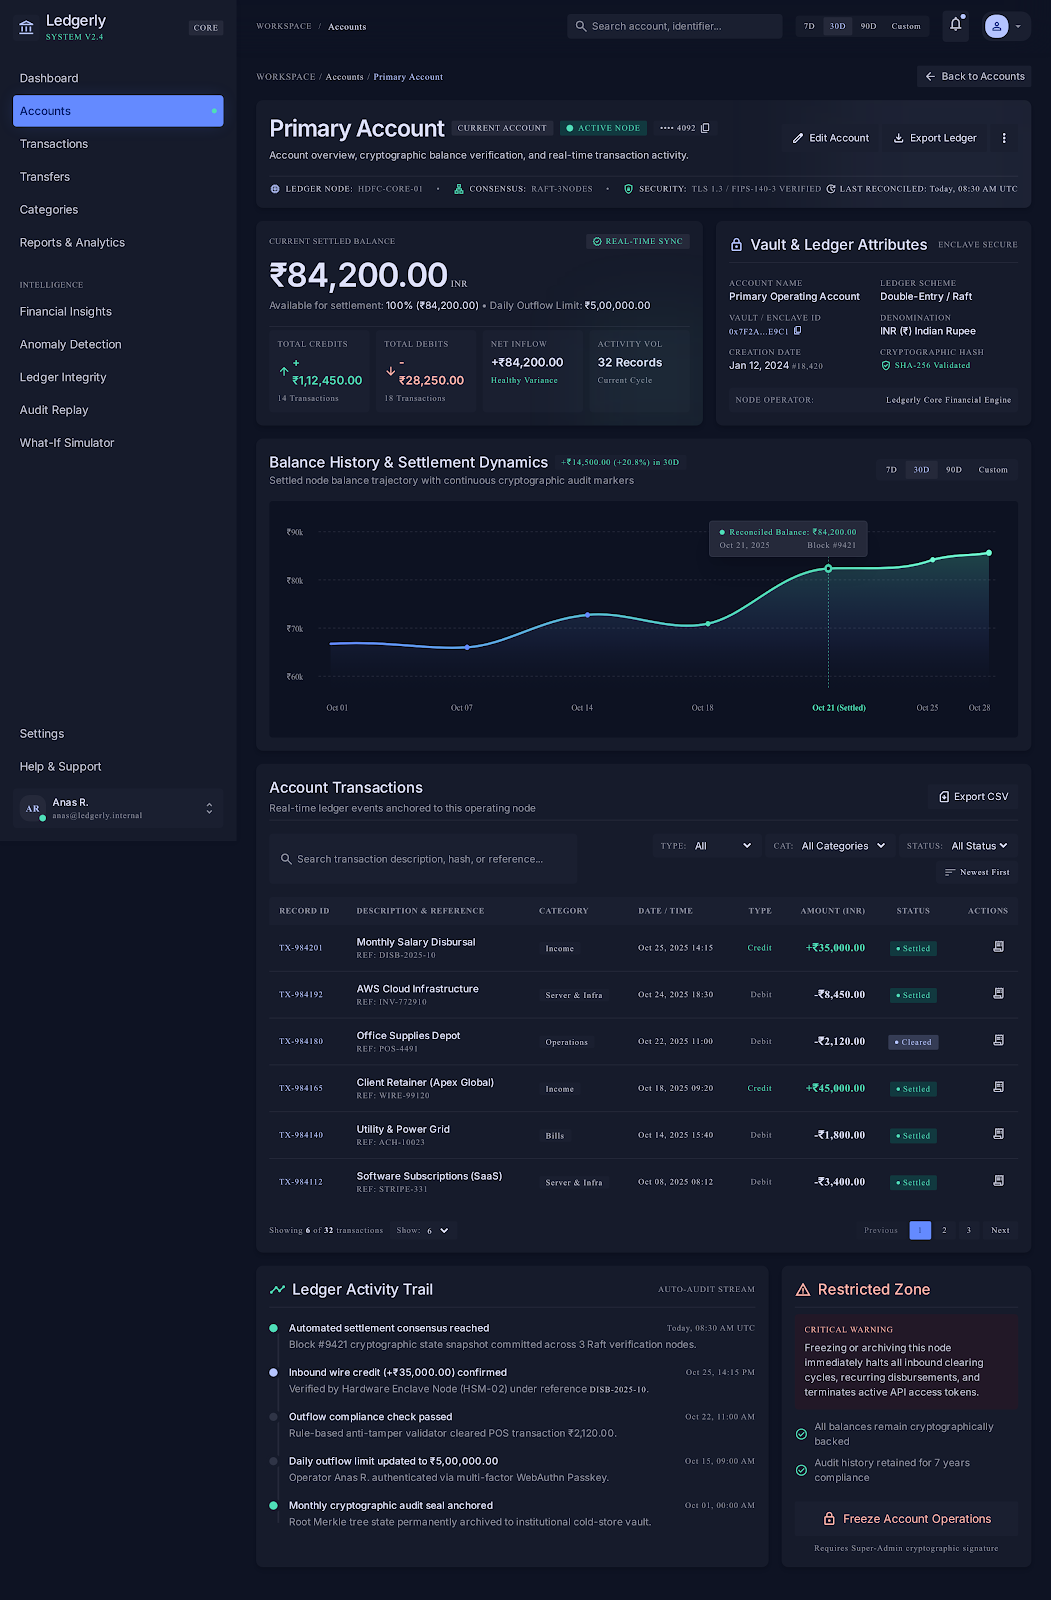 Ledgerly
SYSTEM V2.4
CORE
Dashboard
Accounts
Transactions
Transfers
Categories
Reports & Analytics
INTELLIGENCE
Financial Insights
Anomaly Detection
Ledger Integrity
Audit Replay
What-If Simulator
Settings
Help & Support
AR
Anas R.
anas@ledgerly.internal
WORKSPACE / Accounts
Search account, identifier...
7D 30D 90D Custom
WORKSPACE / Accounts / Primary Account
Back to Accounts
Primary Account CURRENT ACCOUNT ACTIVE NODE •••• 4092
Account overview, cryptographic balance verification, and real-time transaction activity.
Edit Account
Export Ledger
LEDGER NODE: HDFC-CORE-01 • CONSENSUS: RAFT-3NODES • SECURITY: TLS 1.3 / FIPS-140-3 VERIFIED LAST RECONCILED: Today, 08:30 AM UTC
CURRENT SETTLED BALANCE
REAL-TIME SYNC
₹84,200.00 INR
Available for settlement: 100% (₹84,200.00) • Daily Outflow Limit: ₹5,00,000.00
TOTAL CREDITS
+
₹1,12,450.00
14 Transactions
TOTAL DEBITS
-
₹28,250.00
18 Transactions
NET INFLOW
+₹84,200.00
Healthy Variance
ACTIVITY VOL
32 Records
Current Cycle
Vault & Ledger Attributes
ENCLAVE SECURE
ACCOUNT NAME
Primary Operating Account
LEDGER SCHEME
Double-Entry / Raft
VAULT / ENCLAVE ID
0x7F2A...E9C1
DENOMINATION
INR (₹) Indian Rupee
CREATION DATE
Jan 12, 2024 #18,420
CRYPTOGRAPHIC HASH
SHA-256 Validated
NODE OPERATOR:
Ledgerly Core Financial Engine
Balance History & Settlement Dynamics +₹14,500.00 (+20.8%) in 30D
Settled node balance trajectory with continuous cryptographic audit markers
7D 30D 90D Custom
₹90k
₹80k
₹70k
₹60k
Reconciled Balance: ₹84,200.00
Oct 21, 2025 Block #9421
Oct 01 Oct 07 Oct 14 Oct 18 Oct 21 (Settled) Oct 25 Oct 28
Account Transactions
Real-time ledger events anchored to this operating node
Export CSV
Search transaction description, hash, or reference...
TYPE: All
CAT: All Categories
STATUS: All Status
Newest First
RECORD ID DESCRIPTION & REFERENCE CATEGORY DATE / TIME TYPE AMOUNT (INR) STATUS ACTIONS
TX-984201 Monthly Salary Disbursal Income Oct 25, 2025 14:15 Credit +₹35,000.00 Settled
REF: DISB-2025-10
TX-984192 AWS Cloud Infrastructure Server & Infra Oct 24, 2025 18:30 Debit -₹8,450.00 Settled
REF: INV-772910
TX-984180 Office Supplies Depot Operations Oct 22, 2025 11:00 Debit -₹2,120.00 Cleared
REF: POS-4491
TX-984165 Client Retainer (Apex Global) Income Oct 18, 2025 09:20 Credit +₹45,000.00 Settled
REF: WIRE-99120
TX-984140 Utility & Power Grid Bills Oct 14, 2025 15:40 Debit -₹1,800.00 Settled
REF: ACH-10023
TX-984112 Software Subscriptions (SaaS) Server & Infra Oct 08, 2025 08:12 Debit -₹3,400.00 Settled
REF: STRIPE-331
Showing 6 of 32 transactions Show: 6
Previous 1 2 3 Next
Ledger Activity Trail
AUTO-AUDIT STREAM
Automated settlement consensus reached Today, 08:30 AM UTC
Block #9421 cryptographic state snapshot committed across 3 Raft verification nodes.
Inbound wire credit (+₹35,000.00) confirmed Oct 25, 14:15 PM
Verified by Hardware Enclave Node (HSM-02) under reference DISB-2025-10.
Outflow compliance check passed Oct 22, 11:00 AM
Rule-based anti-tamper validator cleared POS transaction ₹2,120.00.
Daily outflow limit updated to ₹5,00,000.00 Oct 15, 09:00 AM
Operator Anas R. authenticated via multi-factor WebAuthn Passkey.
Monthly cryptographic audit seal anchored Oct 01, 00:00 AM
Root Merkle tree state permanently archived to institutional cold-store vault.
Restricted Zone
CRITICAL WARNING
Freezing or archiving this node
immediately halts all inbound clearing
cycles, recurring disbursements, and
terminates active API access tokens.
All balances remain cryptographically
backed
Audit history retained for 7 years
compliance
Freeze Account Operations
Requires Super-Admin cryptographic signature